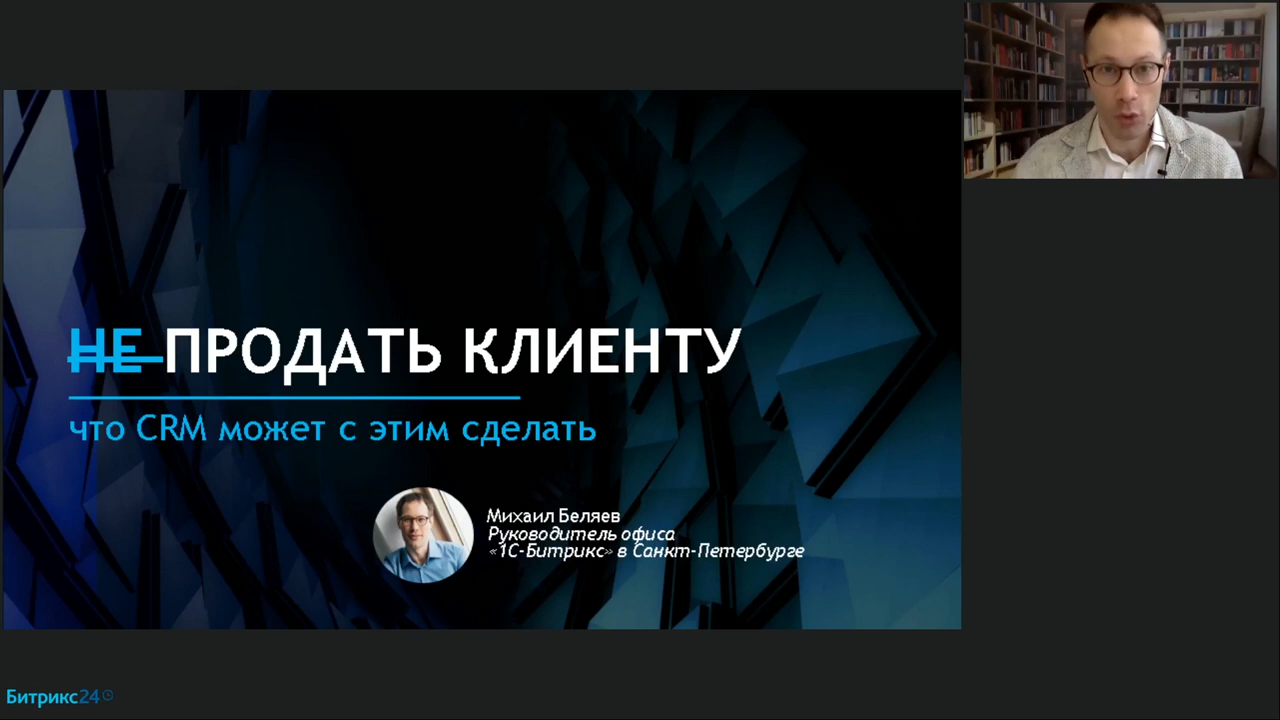 НЕ ПРОДАТЬ КЛИЕНТУ
что CRM может с этим сделать
Михаил Беляев
Руководитель офиса
«1С-Битрикс» в Санкт-Петербурге
Битрикс24